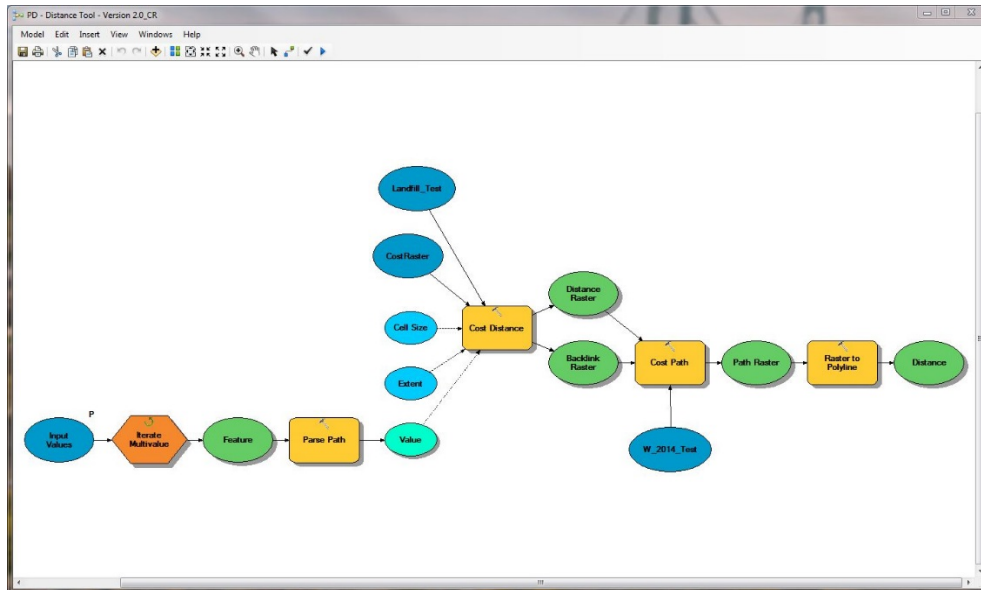 PD - Distance Tool - Version 2.0_CR
Model Edit Insert View Windows Help
Landfill_Test
CostRaster
Cell Size
Extent
Cost Distance
Distance
Raster
Backlink
Raster
Cost Path
Path Raster
Raster to
Polyline
Distance
P
Input
Values
Iterate
Multivalue
Feature
Parse Path
Value
W_2014_Test